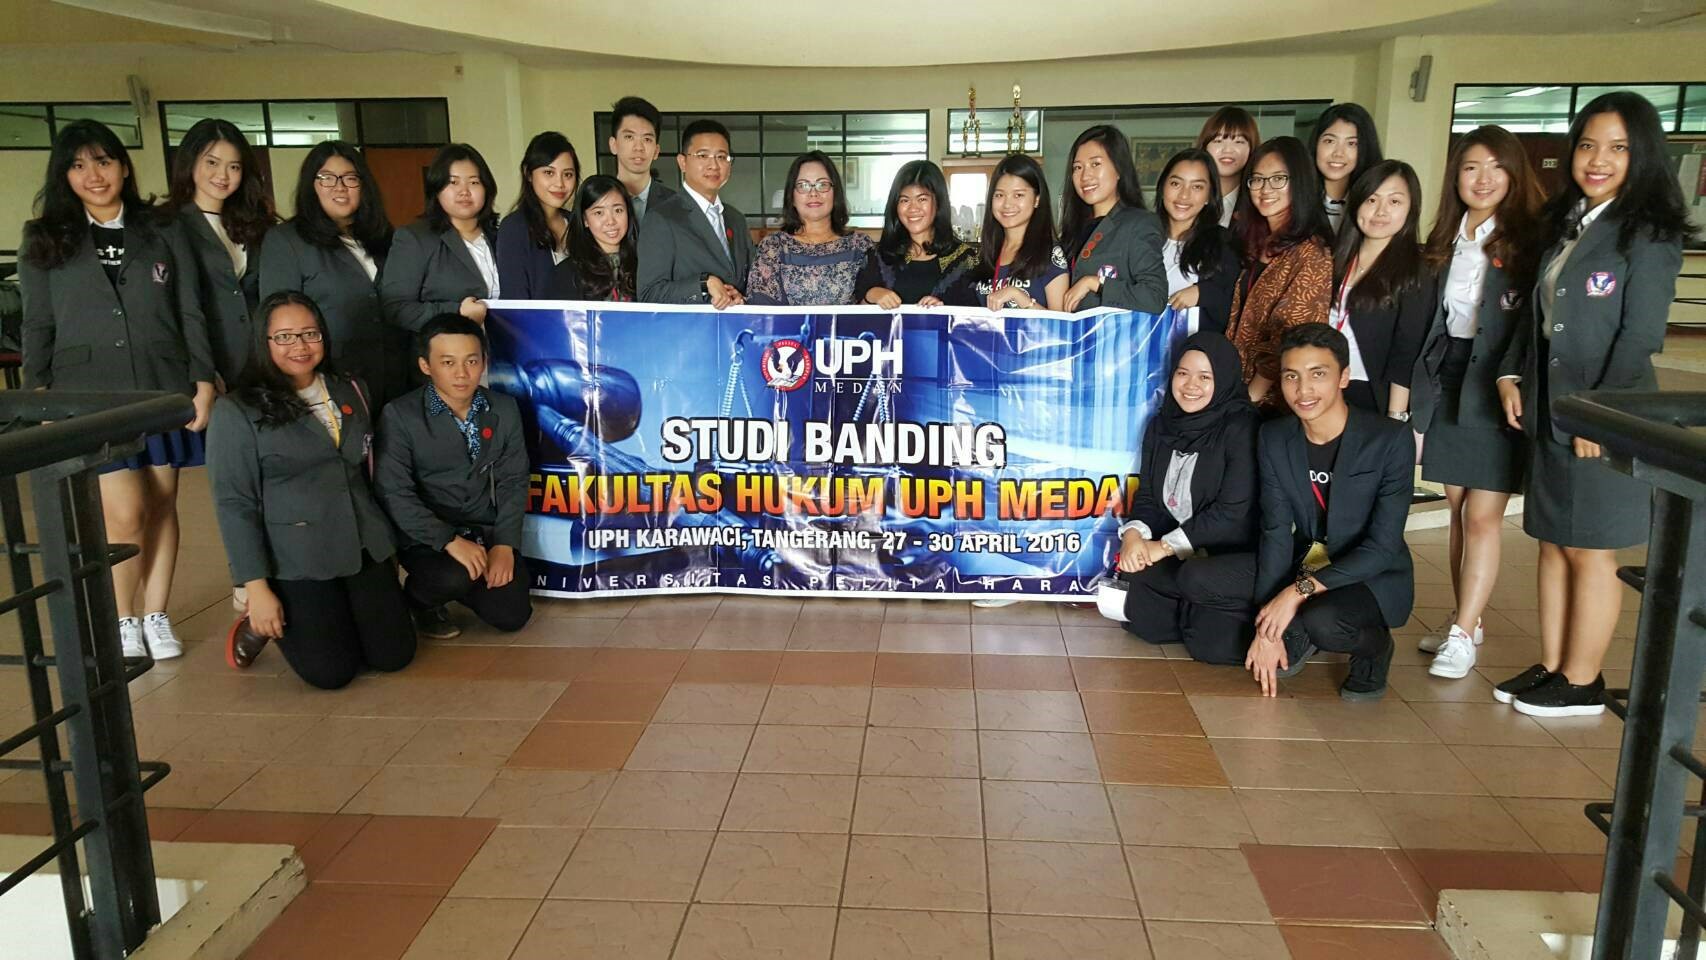 UPH
MEDAN
STUDI BANDING
FAKULTAS HUKUM UPH MEDAN
UPH KARAWACI, TANGERANG, 27 - 30 APRIL 2016
NIVERSITAS PELITA HARA